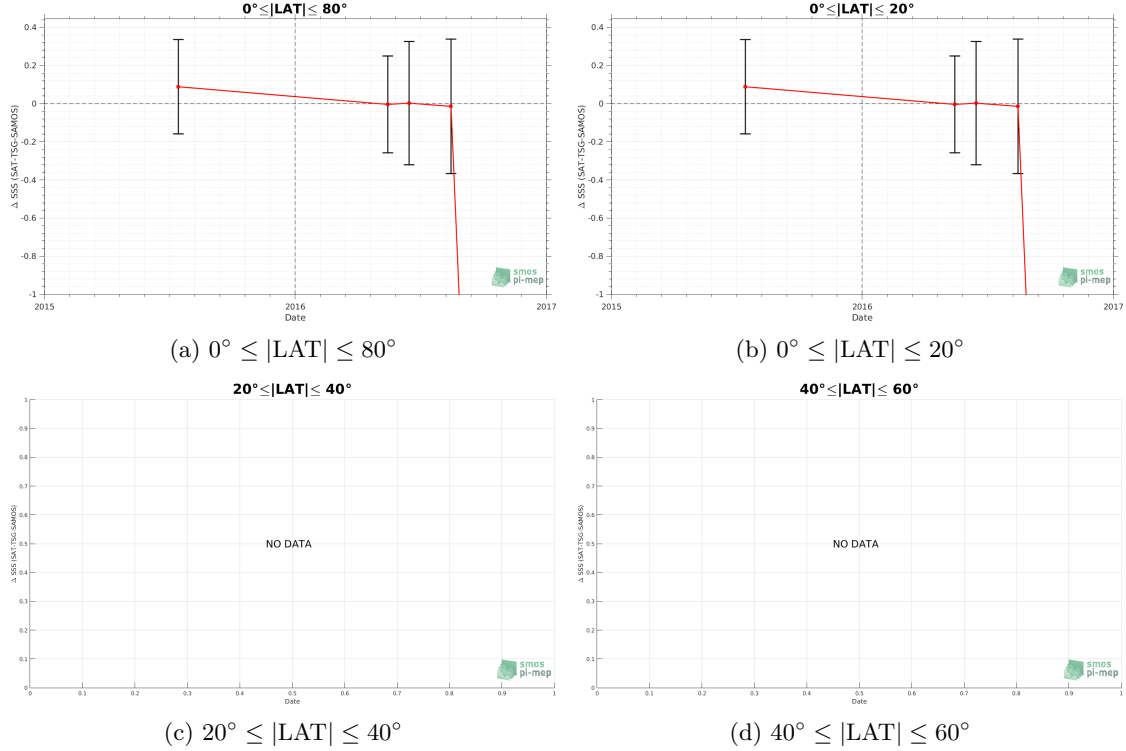 0°≤|LAT|≤ 80°
0.4
0.2
0
-0.2
-0.4
-0.6
-0.8
-1
Δ SSS (SAT-TSG-SAMOS)
smos
pi-mep
2015
2016
2017
Date
(a) 0° ≤ |LAT| ≤ 80°
0°≤|LAT|≤ 20°
0.4
0.2
0
-0.2
-0.4
-0.6
-0.8
-1
Δ SSS (SAT-TSG-SAMOS)
smos
pi-mep
2015
2016
2017
Date
(b) 0° ≤ |LAT| ≤ 20°
20°≤|LAT|≤ 40°
1
0.9
0.8
0.7
0.6
0.5
0.4
0.3
0.2
0.1
0
Δ SSS (SAT-TSG-SAMOS)
NO DATA
smos
pi-mep
0 0.1 0.2 0.3 0.4 0.5 0.6 0.7 0.8 0.9 1
Date
(c) 20° ≤ |LAT| ≤ 40°
40°≤|LAT|≤ 60°
1
0.9
0.8
0.7
0.6
0.5
0.4
0.3
0.2
0.1
0
Δ SSS (SAT-TSG-SAMOS)
NO DATA
smos
pi-mep
0 0.1 0.2 0.3 0.4 0.5 0.6 0.7 0.8 0.9 1
Date
(d) 40° ≤ |LAT| ≤ 60°